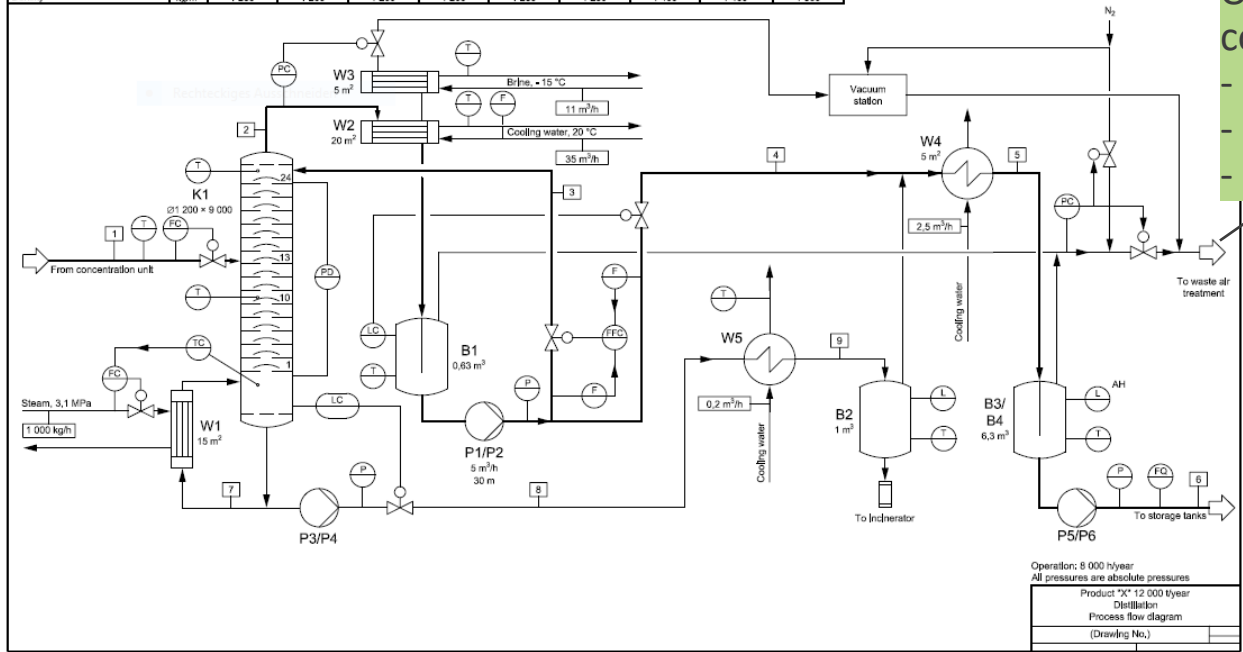 N₂
PC
T
W3
5 m²
Brine, - 15 °C
11 m³/h
T
F
W2
20 m²
Cooling water, 20 °C
35 m³/h
Vacuum
station
2
T
24
K1
Ø1 200 × 9 000
1
T
FC
13
From concentration unit
T
10
PD
TC
1
FC
Steam, 3,1 MPa
1 000 kg/h
W1
15 m²
LC
7
P
P3/P4
8
LC
T
B1
0,63 m³
P
P1/P2
5 m³/h
30 m
3
F
FFC
F
4
W4
5 m²
5
2,5 m³/h
Cooling water
PC
To waste air
treatment
T
W5
0,2 m³/h
Cooling water
9
B2
1 m³
L
T
To incinerator
B3/
B4
6,3 m³
L
AH
T
P
FQ
6
To storage tanks
P5/P6
Operation: 8 000 h/year
All pressures are absolute pressures
Product "X" 12 000 t/year
Distillation
Process flow diagram
(Drawing No.)